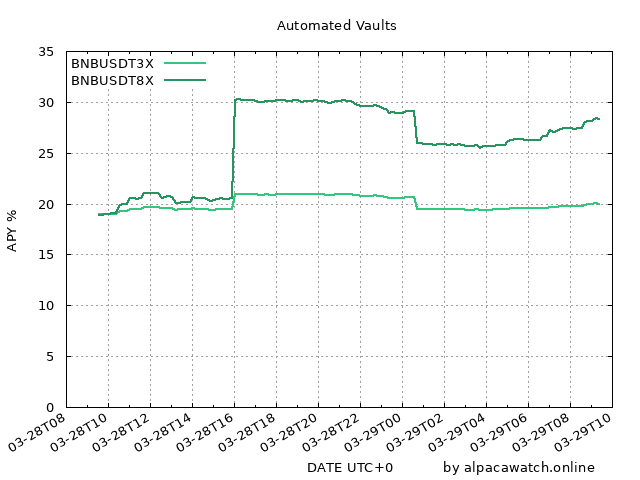 Automated Vaults
BNBUSDT3X
BNBUSDT8X
35
30
25
20
15
10
5
0
APY %
03-28T08
03-28T10
03-28T12
03-28T14
03-28T16
03-28T18
03-28T20
03-28T22
03-29T00
03-29T02
03-29T04
03-29T06
03-29T08
03-29T10
DATE UTC+0
by alpacawatch.online